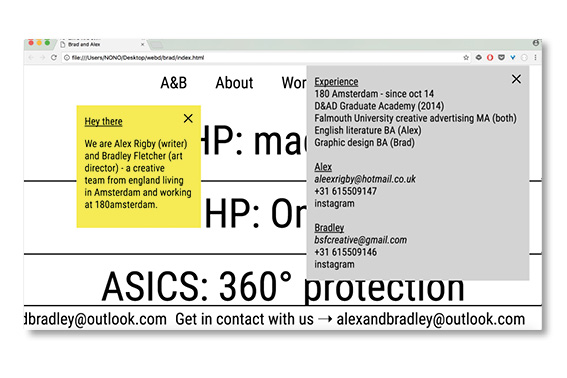 Brad and Alex
file:///Users/NONO/Desktop/webd/brad/index.html
A&B About Wor
Experience
180 Amsterdam - since oct 14
D&AD Graduate Academy (2014)
Falmouth University creative advertising MA (both)
English literature BA (Alex)
Graphic design BA (Brad)
Alex
aleexrigby@hotmail.co.uk
+31 615509147
instagram
Bradley
bsfcreative@gmail.com
+31 615509146
instagram
Hey there
We are Alex Rigby (writer)
and Bradley Fletcher (art
director) - a creative
team from england living
in Amsterdam and working
at 180amsterdam.
HP: mad
HP: On
ASICS: 360° protection
dbradley@outlook.com Get in contact with us → alexandbradley@outlook.com